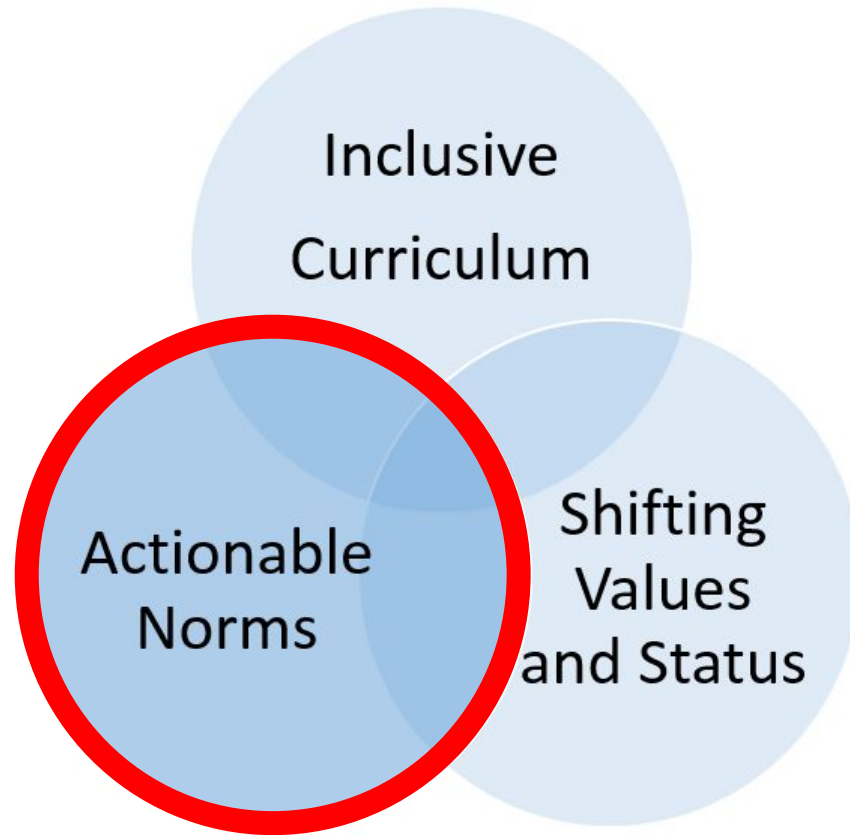 Inclusive
Curriculum
Actionable
Norms
Shifting
Values
and Status